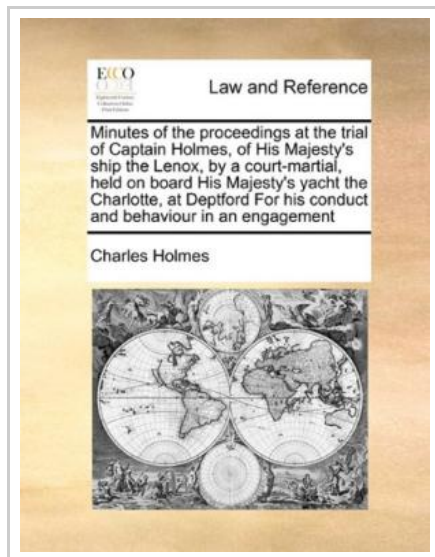 ECCO
Law and Reference
Minutes of the proceedings at the trial
of Captain Holmes, of His Majesty's
ship the Lenox, by a court-martial,
held on board His Majesty's yacht the
Charlotte, at Deptford For his conduct
and behaviour in an engagement
Charles Holmes